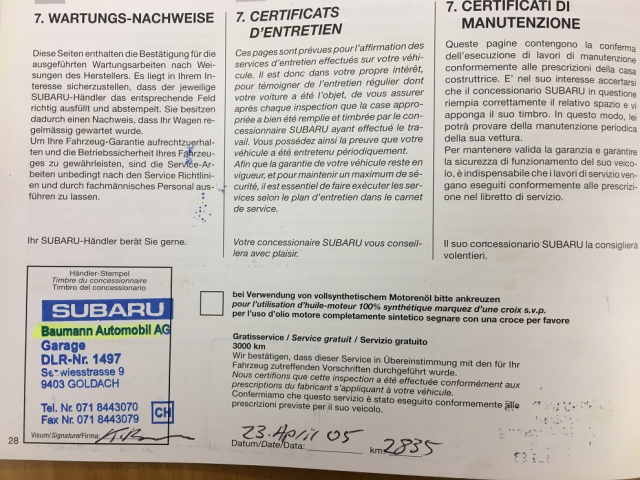 7. WARTUNGS-NACHWEISE
Diese Seiten enthalten die Bestätigung für die
ausgeführten Wartungsarbeiten nach Wei-
sungen des Herstellers. Es liegt in Ihrem In-
teresse sicherzustellen, dass der jeweilige
SUBARU-Händler das entsprechende Feld
richtig ausfüllt und abstempelt. Sie besitzen
dadurch einen Nachweis, dass Ihr Wagen re-
gelmässig gewartet wurde.
Um Ihre Fahrzeug-Garantie aufrechtzuerhal-
ten und die Betriebssicherheit Ihres Fahrzeu-
ges zu gewährleisten, sind die Service-Ar-
beiten unbedingt nach den Service Richtlini-
en und durch fachmännisches Personal aus-
führen zu lassen.
Ihr SUBARU-Händler berät Sie gerne.
7. CERTIFICATS
D'ENTRETIEN
Ces pages sont prévues pour l'affirmation des
services d'entretien effectués sur votre véhi-
cule. Il est donc dans votre propre intérêt,
pour témoigner de l'entretien régulier dont
votre voiture a été l'objet, de vous assurer
après chaque inspection que la case appro-
priée a bien été remplie et timbrée par le con-
cessionnaire SUBARU ayant effectué le tra-
vail. Vous possédez ainsi la preuve que votre
véhicule a été entretenu périodiquement.
Afin que la garantie de votre véhicule reste en
vigueur, et pour maintenir un maximum de sé-
curité, il est essentiel de faire exécuter les ser-
vices selon le plan d'entretien dans le carnet
de service.
Votre concessionaire SUBARU vous conseil-
lera avec plaisir.
7. CERTIFICATI DI
MANUTENZIONE
Queste pagine contengono la conferma
dell'esecuzione di lavori di manutenzione
conformemente alle prescrizioni della casa
costruttrice. E' nel suo interesse accertarsi
che il concessionario SUBARU in questione
riempia correttamente il relativo spazio e vi
apponga il suo timbro. In questo modo, lei
potrà provare della manutenzione periodica
della sua vettura.
Per mantenere valida la garanzia e garantire
la sicurezza di funzionamento del suo veico-
lo, è indispensabile che i lavori di servizio ven-
gano eseguiti conformemente alle prescrizio-
ne nel libretto di servizio.
Il suo concessionario SUBARU la consiglierà
volentieri.
Händler-Stempel
Timbre du concessionnaire
Timbro del concessionario
SUBARU
Baumann Automobil AG
Garage
DLR-Nr. 1497
wiesstrasse 9
9403 GOLDACH
Tel. Nr. 071 8443070
Fax Nr. 071 8443079
CH
Visum/Signature/Firma:
28
bei Verwendung von vollsynthetischem Motorenöl bitte ankreuzen
pour l'utilisation d'huile-moteur 100% synthétique marquez d'une croix s.v.p.
per l'uso d'olio motore completamente sintetico segnare con una croce per favore
Gratisservice / Service gratuit / Servizio gratuito
3000 km
Wir bestätigen, dass dieser Service in Übereinstimmung mit den für Ihr
Fahrzeug zutreffenden Vorschriften durchgeführt wurde.
Nous certifions que cette inspection a été effectuée conformément aux
prescriptions du fabricant s'appliquant à votre véhicule.
Confermiamo che questo servizio è stato eseguito conformemente alle
prescrizioni previste per il suo veicolo.
Datum/Date/Data: 23. April 05 km 2835